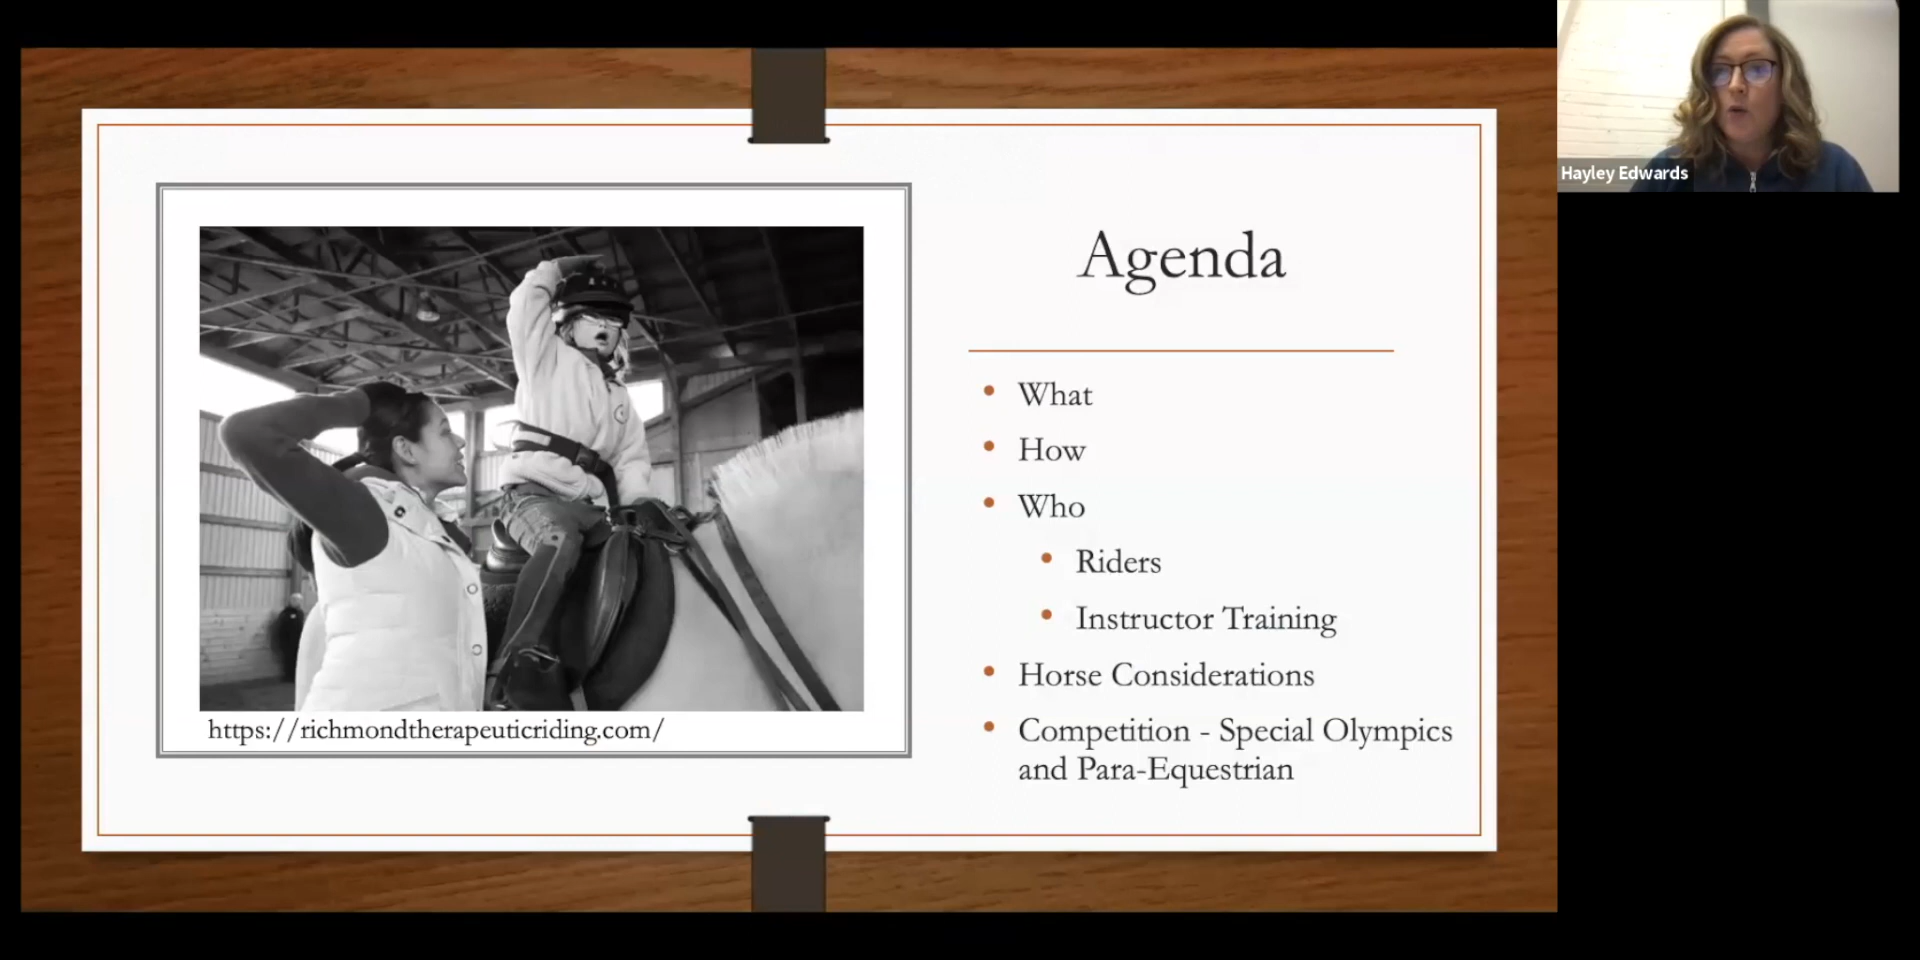 Agenda
What
How
Who
Riders
Instructor Training
Horse Considerations
Competition - Special Olympics
and Para-Equestrian
https://richmondtherapeuticriding.com/
Hayley Edwards